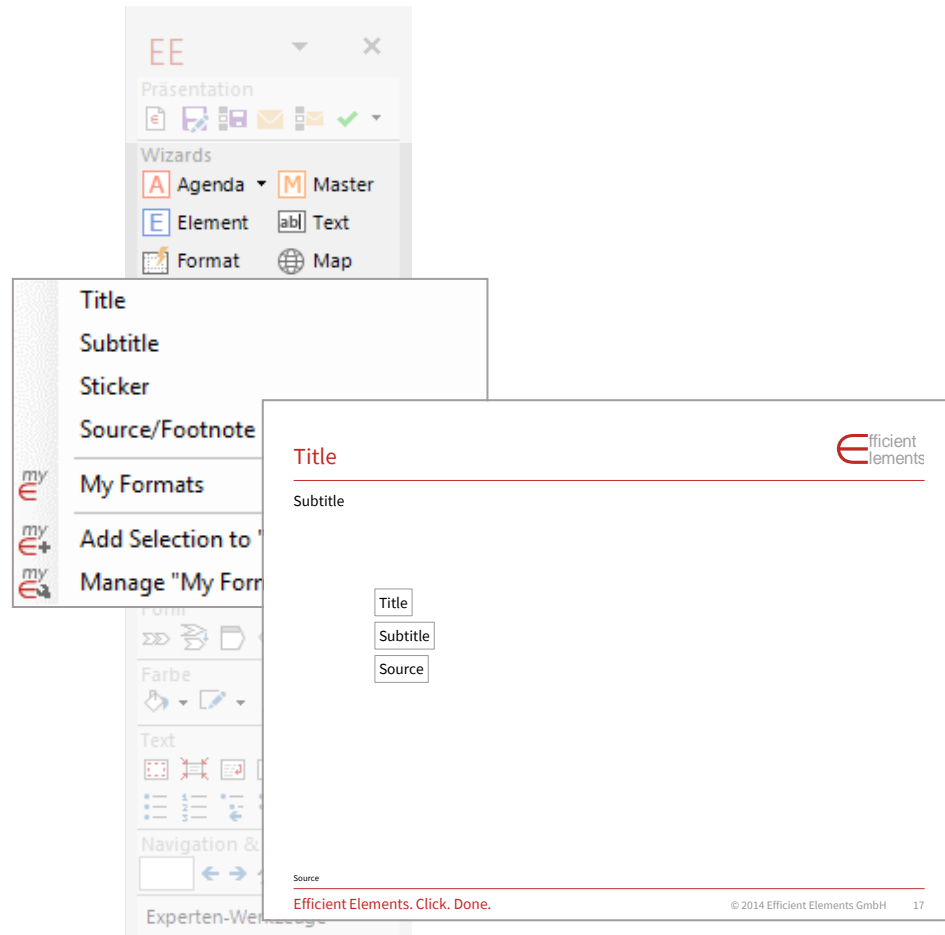 EE
Präsentation
Wizards
A Agenda M Master
E Element ab Text
Format Map
Title
Subtitle
Sticker
Source/Footnote
my My Formats
my Add Selection to "
my Manage "My Form
Form
Farbe
Text
Navigation &
Experten-Werkzeuge
Title
Efficient
Elements
Subtitle
Title
Subtitle
Source
Source
Efficient Elements. Click. Done.
© 2014 Efficient Elements GmbH 17